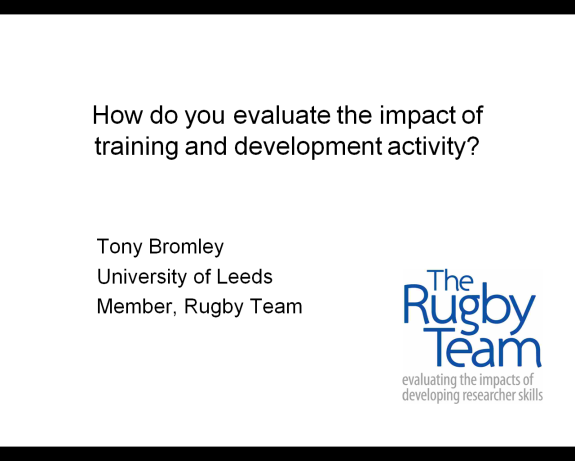 How do you evaluate the impact of
training and development activity?
Tony Bromley
University of Leeds
Member, Rugby Team
The
Rugby
Team
evaluating the impacts of
developing researcher skills